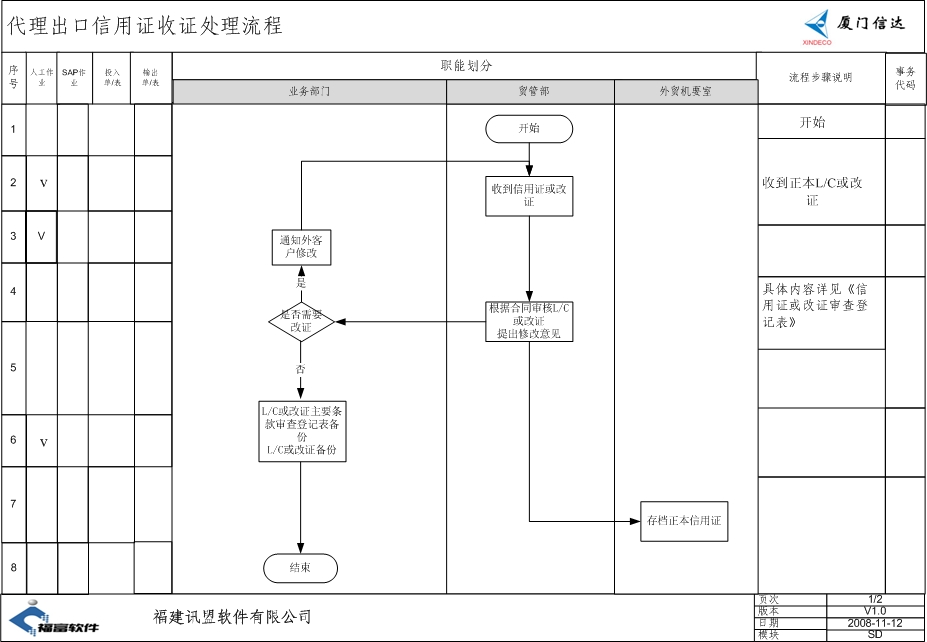 代理出口信用证收证处理流程
厦门信达
XINDECO
序号
人工作业
SAP作业
投入单/表
输出单/表
职能划分
流程步骤说明
事务代码
业务部门
贸管部
外贸机要室
1
开始
开始
2
v
收到信用证或改
证
收到正本L/C或改
证
3
V
通知外客
户修改
是
4
是否需要
改证
根据合同审核L/C
或改证
提出修改意见
具体内容详见《信
用证或改证审查登
记表》
否
5
6
v
L/C或改证主要条
款审查登记表备
份
L/C或改证备份
7
存档正本信用证
8
结束
福富软件
福建讯盟软件有限公司
页次 1/2
版本 V1.0
日期 2008-11-12
模块 SD